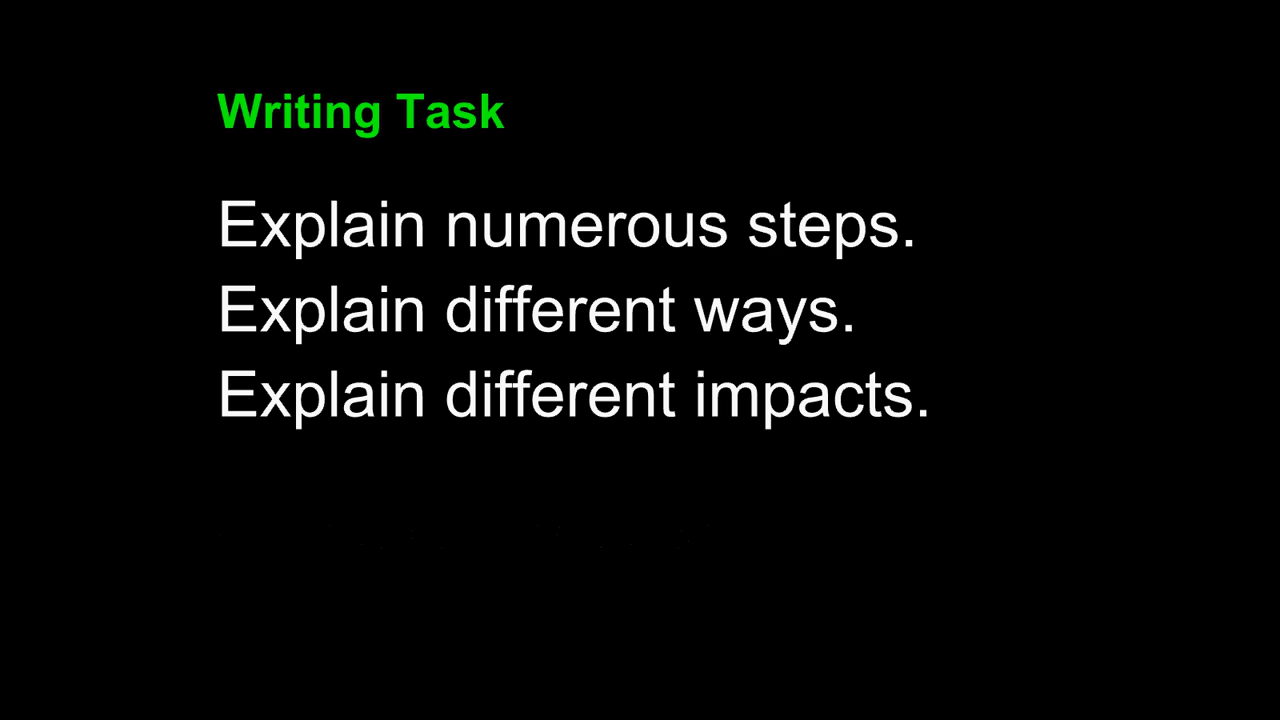 Writing Task
Explain numerous steps.
Explain different ways.
Explain different impacts.